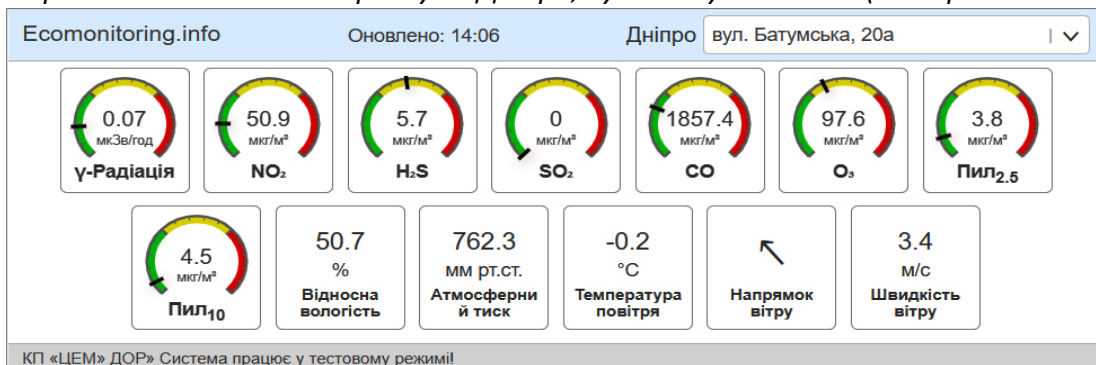 Ecomonitoring.info Оновлено: 14:06 Дніпро вул. Батумська, 20а
0.07
мкЗв/год
γ-Радіація
50.9
мкг/м³
NO₂
5.7
мкг/м³
H₂S
0
мкг/м³
SO₂
1857.4
мкг/м³
CO
97.6
мкг/м³
O₃
3.8
мкг/м³
Пил2.5
4.5
мкг/м³
Пил10
50.7
%
Відносна
вологість
762.3
мм рт.ст.
Атмосферни
й тиск
-0.2
°C
Температура
повітря
Напрямок
вітру
3.4
м/с
Швидкість
вітру
КП «ЦЕМ» ДОР» Система працює у тестовому режимі!